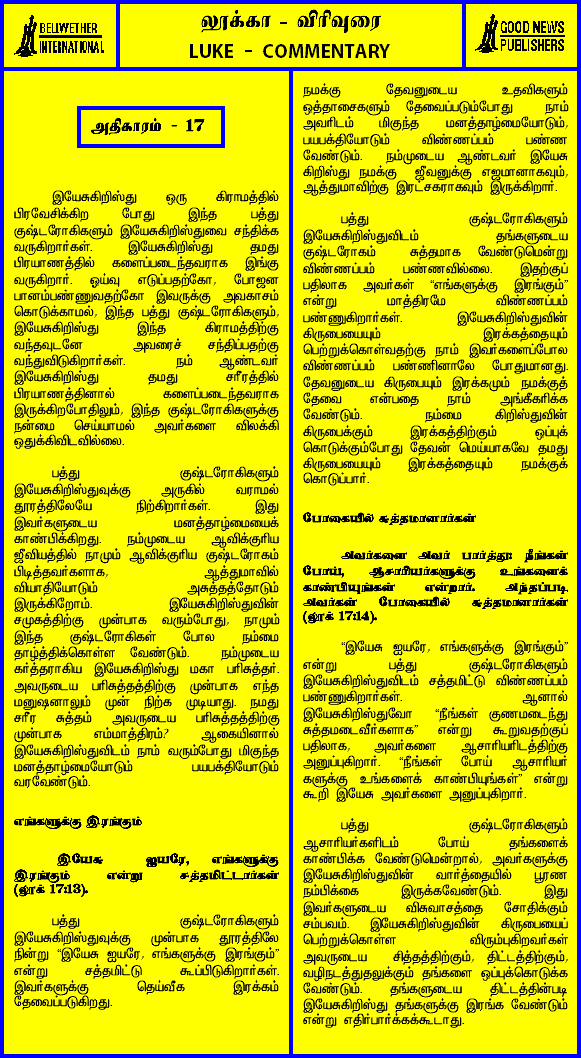 BELWETHER
INTERNATIONAL
லூக்கா - விரிவுரை
LUKE - COMMENTARY
GOOD NEWS
PUBLISHERS
அதிகாரம் - 17
இயேசுகிறிஸ்து ஒரு கிராமத்தில்
பிரவேசிக்கிற போது இந்த பத்து
குஷ்டரோகிகளும் இயேசுகிறிஸ்துவை சந்திக்க
வருகிறார்கள். இயேசுகிறிஸ்து தமது
பிரயாணத்தில் களைப்படைந்தவராக இங்கு
வருகிறார். ஓய்வு எடுப்பதற்கோ, போஜன
பானம்பண்ணுவதற்கோ இவருக்கு அவகாசம்
கொடுக்காமல், இந்த பத்து குஷ்டரோகிகளும்,
இயேசுகிறிஸ்து இந்த கிராமத்திற்கு
வந்தவுடனே அவரைச் சந்திப்பதற்கு
வந்துவிடுகிறார்கள். நம் ஆண்டவர்
இயேசுகிறிஸ்து தமது சரீரத்தில்
பிரயாணத்தினால் களைப்படைந்தவராக
இருக்கிறபோதிலும், இந்த குஷ்டரோகிகளுக்கு
நன்மை செய்யாமல் அவர்களை விலக்கி
ஒதுக்கிவிடவில்லை.
பத்து குஷ்டரோகிகளும்
இயேசுகிறிஸ்துவுக்கு அருகில் வராமல்
தூரத்திலேயே நிற்கிறார்கள். இது
இவர்களுடைய மனத்தாழ்மையைக்
காண்பிக்கிறது. நம்முடைய ஆவிக்குரிய
ஜீவியத்தில் நாமும் ஆவிக்குரிய குஷ்டரோகம்
பிடித்தவர்களாக, ஆத்துமாவில்
வியாதியோடும் அசுத்தத்தோடும்
இருக்கிறோம். இயேசுகிறிஸ்துவின்
சமுகத்திற்கு முன்பாக வரும்போது, நாமும்
இந்த குஷ்டரோகிகள் போல நம்மை
தாழ்த்திக்கொள்ள வேண்டும். நம்முடைய
கர்த்தராகிய இயேசுகிறிஸ்து மகா பரிசுத்தர்.
அவருடைய பரிசுத்தத்திற்கு முன்பாக எந்த
மனுஷனாலும் முன் நிற்க முடியாது. நமது
சரீர சுத்தம் அவருடைய பரிசுத்தத்திற்கு
முன்பாக எம்மாத்திரம்? ஆகையினால்
இயேசுகிறிஸ்துவிடம் நாம் வரும்போது மிகுந்த
மனத்தாழ்மையோடும் பயபக்தியோடும்
வரவேண்டும்.
எங்களுக்கு இரங்கும்
இயேசு ஐயரே, எங்களுக்கு
இரங்கும் என்று சத்தமிட்டார்கள்
(லூக் 17:13).
பத்து குஷ்டரோகிகளும்
இயேசுகிறிஸ்துவுக்கு முன்பாக தூரத்திலே
நின்று “இயேசு ஐயரே, எங்களுக்கு இரங்கும்”
என்று சத்தமிட்டு கூப்பிடுகிறார்கள்.
இவர்களுக்கு தெய்வீக இரக்கம்
தேவைப்படுகிறது.
நமக்கு தேவனுடைய உதவிகளும்
ஒத்தாசைகளும் தேவைப்படும்போது நாம்
அவரிடம் மிகுந்த மனத்தாழ்மையோடும்,
பயபக்தியோடும் விண்ணப்பம் பண்ண
வேண்டும். நம்முடைய ஆண்டவர் இயேசு
கிறிஸ்து நமக்கு ஜீவனுக்கு எஜமானாகவும்,
ஆத்துமாவிற்கு இரட்சகராகவும் இருக்கிறார்.
பத்து குஷ்டரோகிகளும்
இயேசுகிறிஸ்துவிடம் தங்களுடைய
குஷ்டரோகம் சுத்தமாக வேண்டுமென்று
விண்ணப்பம் பண்ணவில்லை. இதற்குப்
பதிலாக அவர்கள் “எங்களுக்கு இரங்கும்”
என்று மாத்திரமே விண்ணப்பம்
பண்ணுகிறார்கள். இயேசுகிறிஸ்துவின்
கிருபையையும் இரக்கத்தையும்
பெற்றுக்கொள்வதற்கு நாம் இவர்களைப்போல
விண்ணப்பம் பண்ணினாலே போதுமானது.
தேவனுடைய கிருபையும் இரக்கமும் நமக்குத்
தேவை என்பதை நாம் அங்கீகரிக்க
வேண்டும். நம்மை கிறிஸ்துவின்
கிருபைக்கும் இரக்கத்திற்கும் ஒப்புக்
கொடுக்கும்போது தேவன் மெய்யாகவே தமது
கிருபையையும் இரக்கத்தையும் நமக்குக்
கொடுப்பார்.
போகையில் சுத்தமானார்கள்
அவர்களை அவர் பார்த்து: நீங்கள்
போய், ஆசாரியர்களுக்கு உங்களைக்
காண்பியுங்கள் என்றார். அந்தப்படி
அவர்கள் போகையில் சுத்தமானார்கள்
(லூக் 17:14).
“இயேசு ஐயரே, எங்களுக்கு இரங்கும்”
என்று பத்து குஷ்டரோகிகளும்
இயேசுகிறிஸ்துவிடம் சத்தமிட்டு விண்ணப்பம்
பண்ணுகிறார்கள். ஆனால்
இயேசுகிறிஸ்துவோ “நீங்கள் குணமடைந்து
சுத்தமடைவீர்களாக” என்று கூறுவதற்குப்
பதிலாக, அவர்களை ஆசாரியரிடத்திற்கு
அனுப்புகிறார். “நீங்கள் போய் ஆசாரியர்
களுக்கு உங்களைக் காண்பியுங்கள்” என்று
கூறி இயேசு அவர்களை அனுப்புகிறார்.
பத்து குஷ்டரோகிகளும்
ஆசாரியர்களிடம் போய் தங்களைக்
காண்பிக்க வேண்டுமென்றால், அவர்களுக்கு
இயேசுகிறிஸ்துவின் வார்த்தையில் பூரண
நம்பிக்கை இருக்கவேண்டும். இது
இவர்களுடைய விசுவாசத்தை சோதிக்கும்
சம்பவம். இயேசுகிறிஸ்துவின் கிருபையைப்
பெற்றுக்கொள்ள விரும்புகிறவர்கள்
அவருடைய சித்தத்திற்கும், திட்டத்திற்கும்,
வழிநடத்துதலுக்கும் தங்களை ஒப்புக்கொடுக்க
வேண்டும். தங்களுடைய திட்டத்தின்படி
இயேசுகிறிஸ்து தங்களுக்கு இரங்க வேண்டும்
என்று எதிர்பார்க்கக்கூடாது.